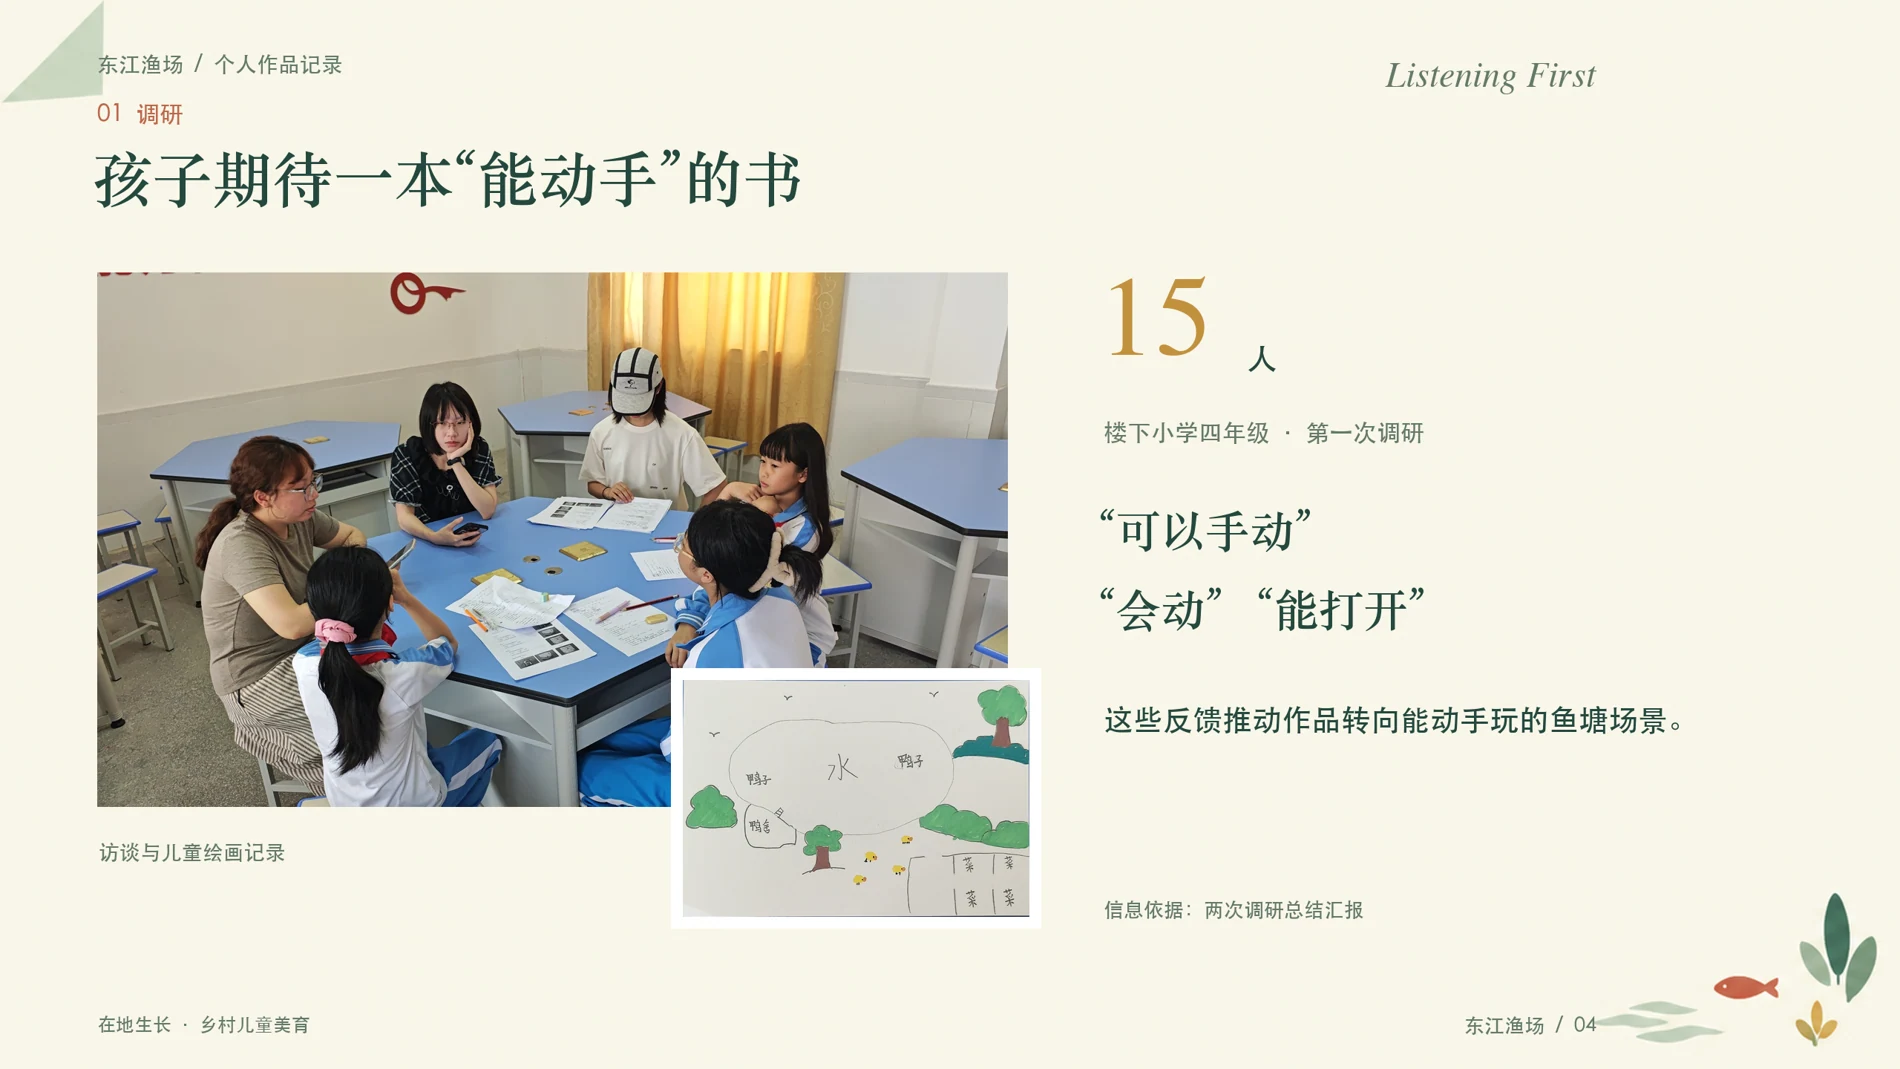 东江渔场 / 个人作品记录
Listening First
01 调研
孩子期待一本“能动手”的书
15 人
楼下小学四年级 · 第一次调研
“可以手动”
“会动” “能打开”
这些反馈推动作品转向能动手玩的鱼塘场景。
水
鸭子
鸭子
鸭舍
菜 菜
菜 菜
访谈与儿童绘画记录
信息依据：两次调研总结汇报
在地生长 · 乡村儿童美育
东江渔场 / 04